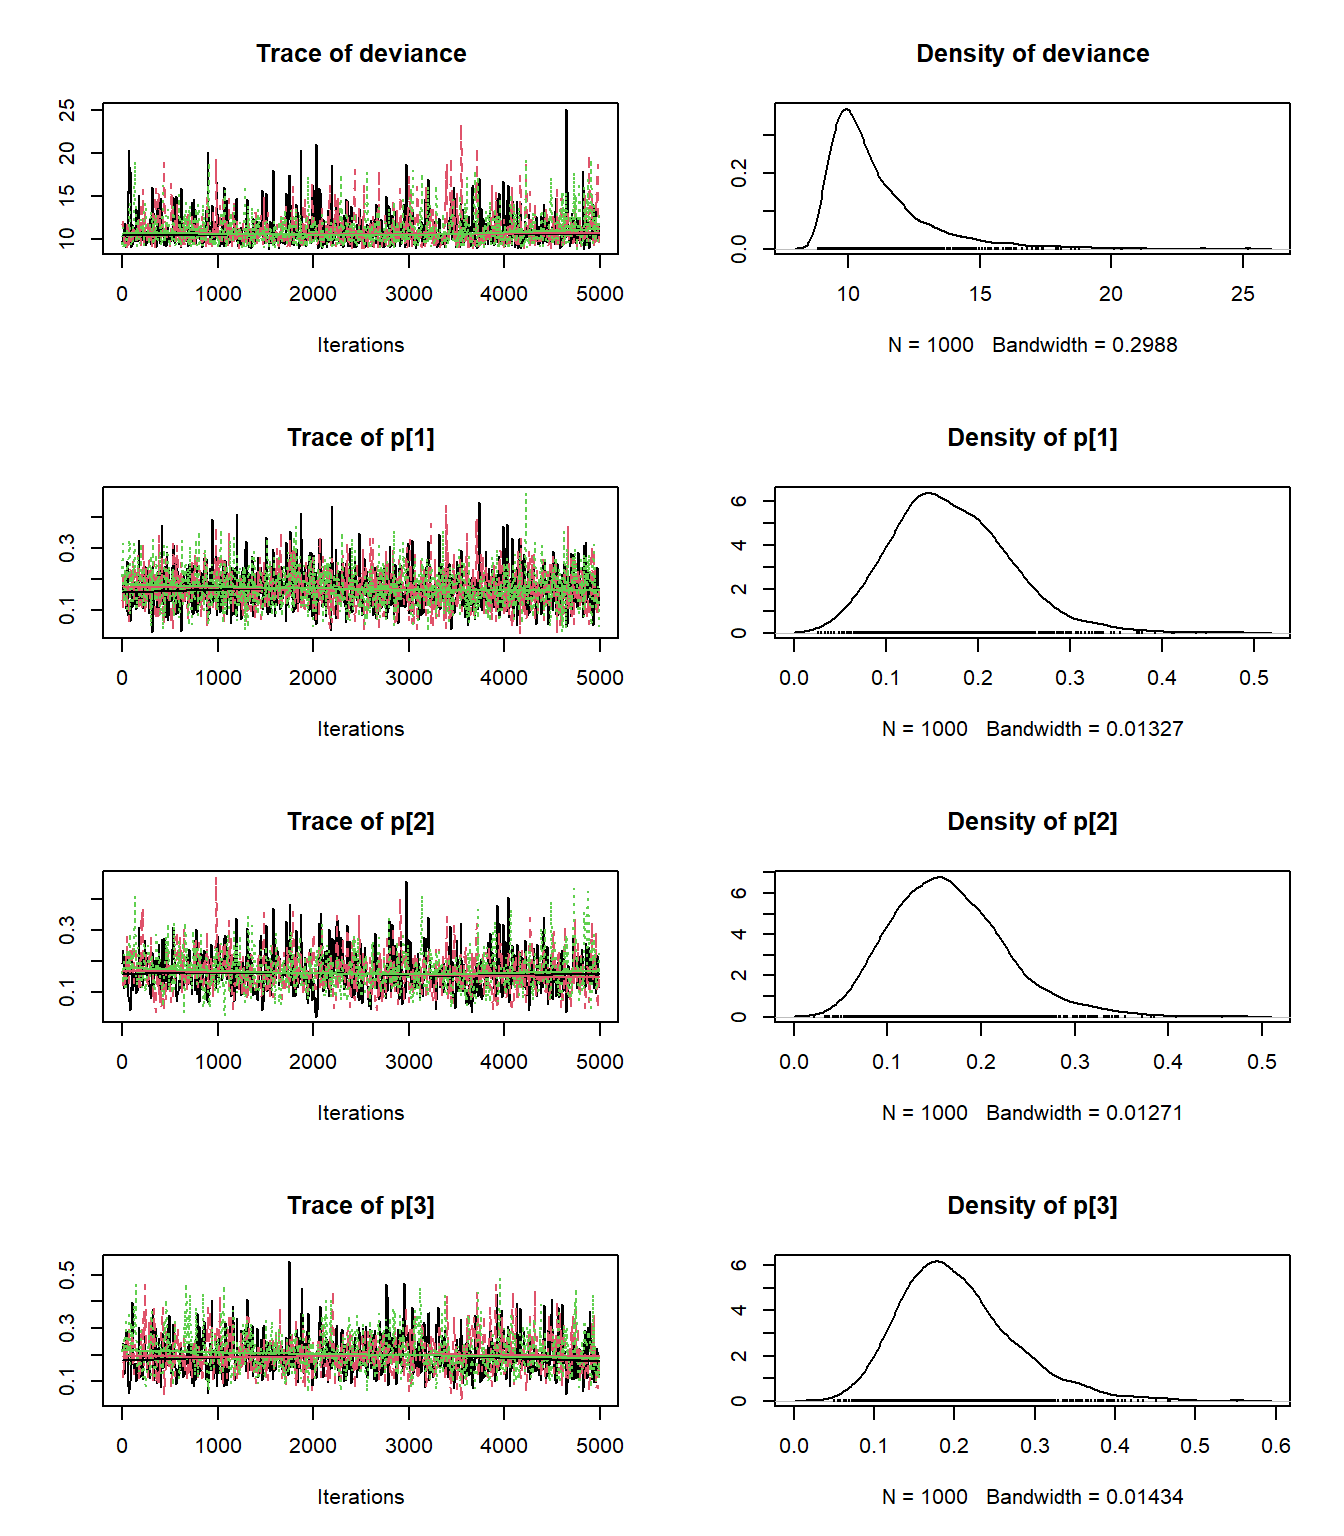 Trace of deviance
10 15 20 25
0 1000 2000 3000 4000 5000
Iterations
Density of deviance
0.0 0.2
10 15 20 25
N = 1000 Bandwidth = 0.2988
Trace of p[1]
0.1 0.3
0 1000 2000 3000 4000 5000
Iterations
Density of p[1]
0 2 4 6
0.0 0.1 0.2 0.3 0.4 0.5
N = 1000 Bandwidth = 0.01327
Trace of p[2]
0.1 0.3
0 1000 2000 3000 4000 5000
Iterations
Density of p[2]
0 2 4 6
0.0 0.1 0.2 0.3 0.4 0.5
N = 1000 Bandwidth = 0.01271
Trace of p[3]
0.1 0.3 0.5
0 1000 2000 3000 4000 5000
Iterations
Density of p[3]
0 2 4 6
0.0 0.1 0.2 0.3 0.4 0.5 0.6
N = 1000 Bandwidth = 0.01434